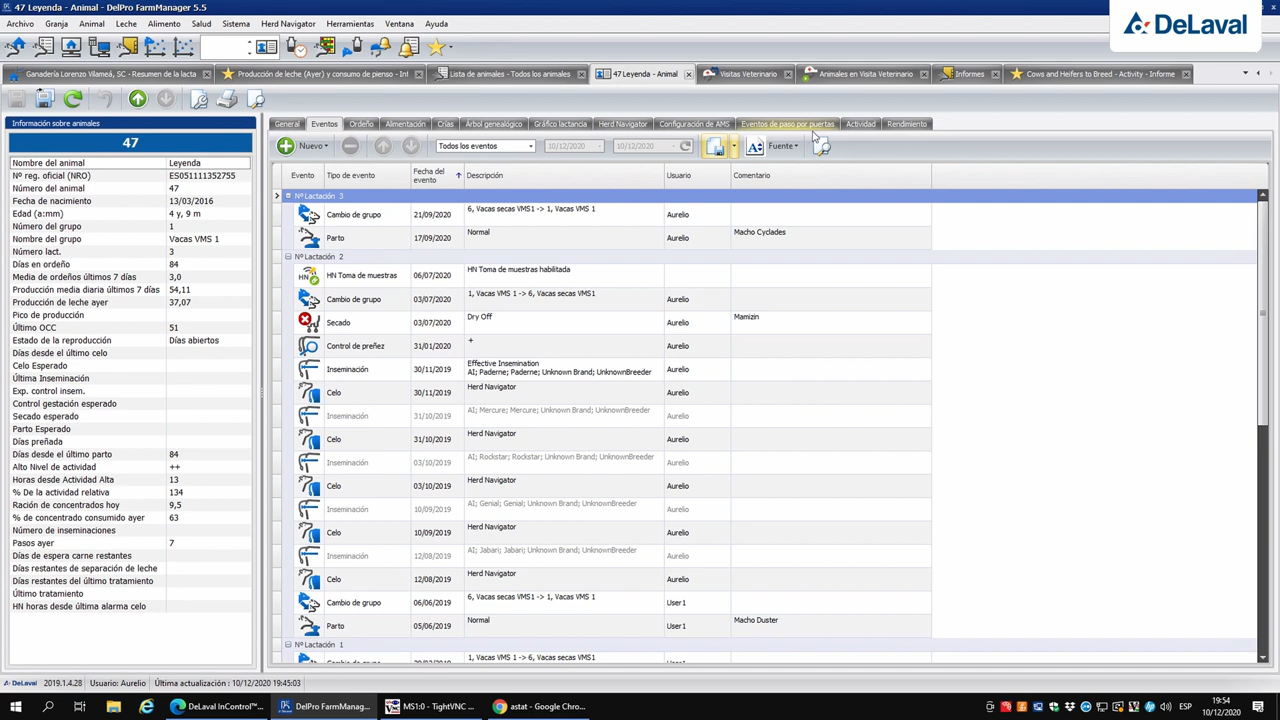 47 Leyenda - Animal - DelPro FarmManager 5.5
DeLaval
Archivo Granja Animal Leche Alimento Salud Sistema Herd Navigator Herramientas Ventana Ayuda
Ganadería Lorenzo Vilameá, SC - Resumen de la lacta Producción de leche (Ayer) y consumo de pienso - Int Lista de animales - Todos los animales 47 Leyenda - Animal Visitas Veterinario Animales en Visita Veterinario Informes Cows and Heifers to Breed - Activity - Informe
Información sobre animales
47
Nombre del animal Leyenda
Nº reg. oficial (NRO) ES051111352755
Número del animal 47
Fecha de nacimiento 13/03/2016
Edad (a:mm) 4 y, 9 m
Número del grupo 1
Nombre del grupo Vacas VMS 1
Número lact. 3
Días en ordeño 84
Media de ordeños últimos 7 días 3,0
Producción media diaria últimos 7 días 54,11
Producción de leche ayer 37,07
Pico de producción
Último OCC 51
Estado de la reproducción Días abiertos
Días desde el último celo
Celo Esperado
Última Inseminación
Exp. control insem.
Control gestación esperado
Secado esperado
Parto Esperado
Días preñada
Días desde el último parto 84
Alto Nivel de actividad ++
Horas desde Actividad Alta 13
% De la actividad relativa 134
Ración de concentrados hoy 9,5
% de concentrado consumido ayer 63
Número de inseminaciones
Pasos ayer 7
Días de espera carne restantes
Días restantes de separación de leche
Días restantes del último tratamiento
Último tratamiento
HN horas desde última alarma celo
General Eventos Ordeño Alimentación Crías Árbol genealógico Gráfico lactancia Herd Navigator Configuración de AMS Eventos de paso por puertas Actividad Rendimiento
Nuevo Todos los eventos 10/12/2020 10/12/2020 Fuente
Evento Tipo de evento Fecha del evento Descripción Usuario Comentario
Nº Lactación 3
Cambio de grupo 21/09/2020 6, Vacas secas VMS1 -> 1, Vacas VMS 1 Aurelio
Parto 17/09/2020 Normal Aurelio Macho Cyclades
Nº Lactación 2
HN HN Toma de muestras 06/07/2020 HN Toma de muestras habilitada
Cambio de grupo 03/07/2020 1, Vacas VMS 1 -> 6, Vacas secas VMS1 Aurelio
Secado 03/07/2020 Dry Off Aurelio Mamizin
Control de preñez 31/01/2020 + Aurelio
Inseminación 30/11/2019 Effective Insemination Aurelio
AI; Paderne; Paderne; Unknown Brand; UnknownBreeder
Celo 30/11/2019 Herd Navigator Aurelio
Inseminación 31/10/2019 AI; Mercure; Mercure; Unknown Brand; UnknownBreeder Aurelio
Celo 31/10/2019 Herd Navigator Aurelio
Inseminación 03/10/2019 AI; Rockstar; Rockstar; Unknown Brand; UnknownBreeder Aurelio
Celo 03/10/2019 Herd Navigator Aurelio
Inseminación 10/09/2019 AI; Genial; Genial; Unknown Brand; UnknownBreeder Aurelio
Celo 10/09/2019 Herd Navigator Aurelio
Inseminación 12/08/2019 AI; Jabari; Jabari; Unknown Brand; UnknownBreeder Aurelio
Celo 12/08/2019 Herd Navigator Aurelio
Cambio de grupo 06/06/2019 6, Vacas secas VMS1 -> 1, Vacas VMS 1 User1
Parto 05/06/2019 Normal User1 Macho Duster
Nº Lactación 1
1, Vacas VMS 1 -> 6, Vacas secas VMS1
DeLaval 2019.1.4.28 Usuario: Aurelio Última actualización : 10/12/2020 19:45:03
DeLaval InControl™... DelPro FarmManag... MS1:0 - TightVNC ... astat - Google Chro... ESP 19:54
10/12/2020